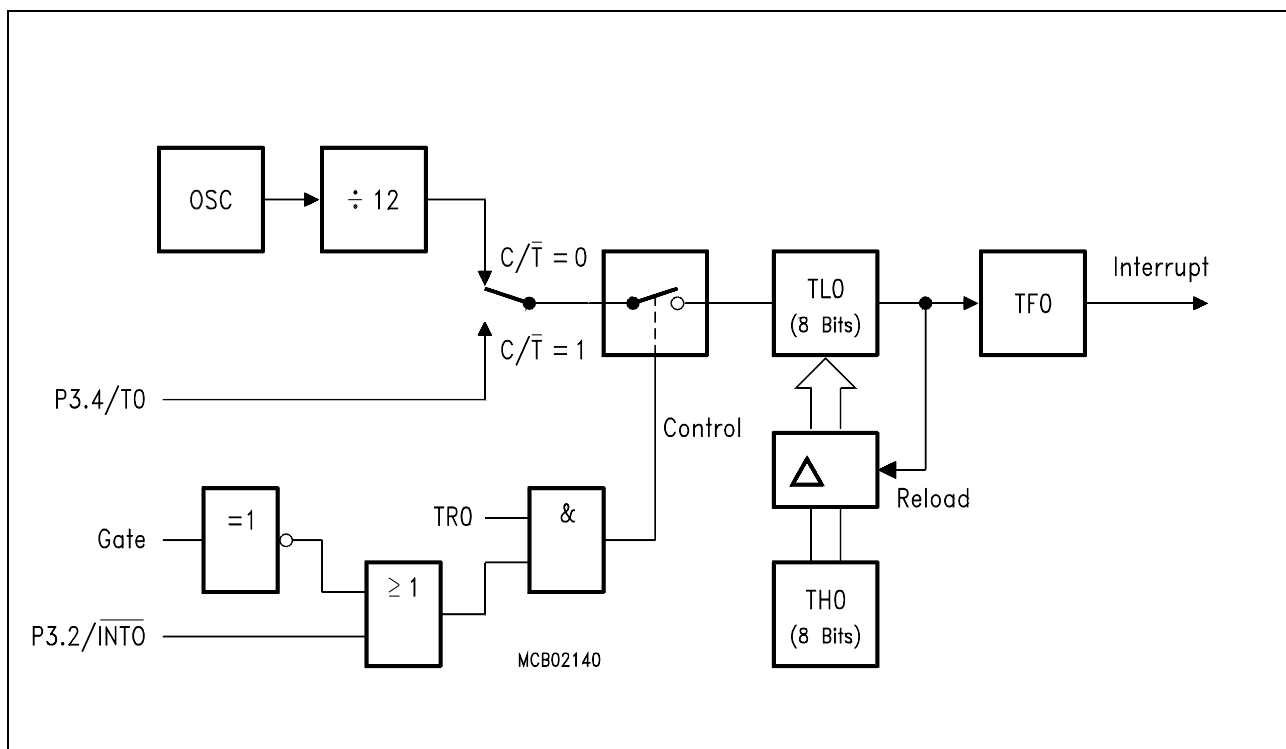 OSC
÷ 12
C/T̅ = 0
C/T̅ = 1
P3.4/T0
TL0
(8 Bits)
TF0
Interrupt
Control
Reload
Gate
=1
TR0
&
≥ 1
P3.2/I̅N̅T̅0̅
TH0
(8 Bits)
MCB02140